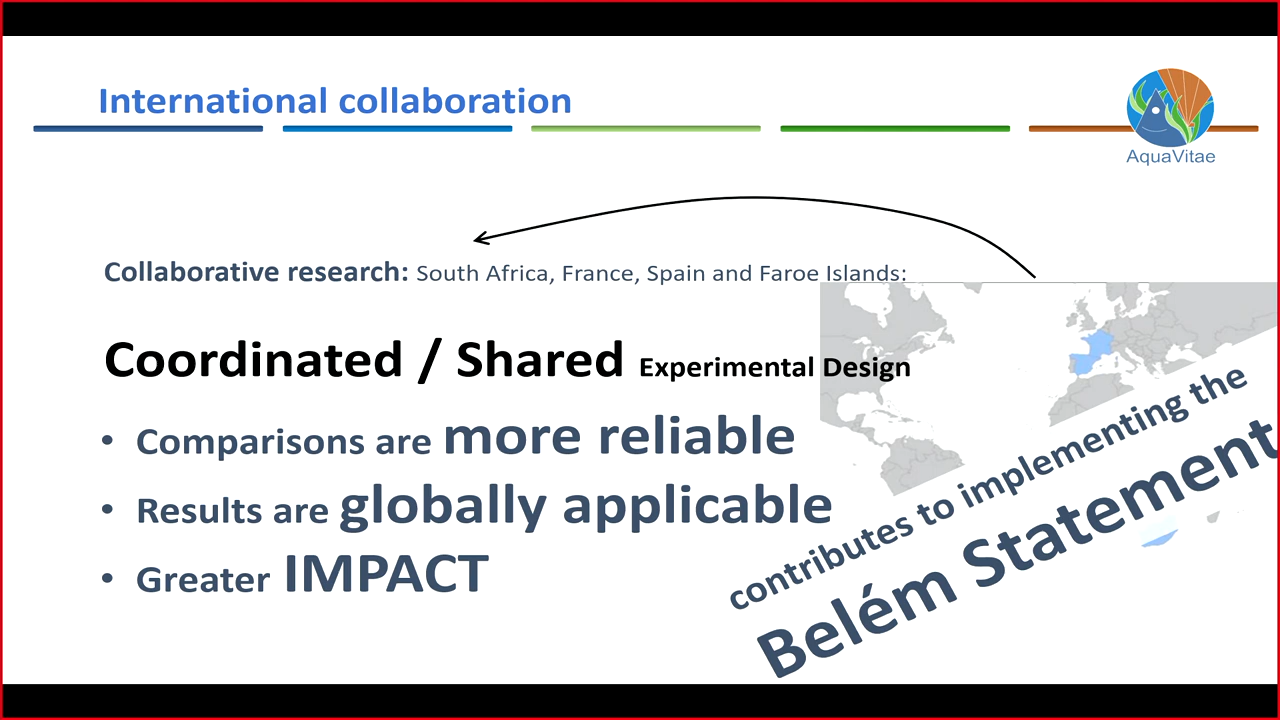 International collaboration
AquaVitae
Collaborative research: South Africa, France, Spain and Faroe Islands:
Coordinated / Shared Experimental Design
• Comparisons are more reliable
• Results are globally applicable
• Greater IMPACT
contributes to implementing the
Belém Statement